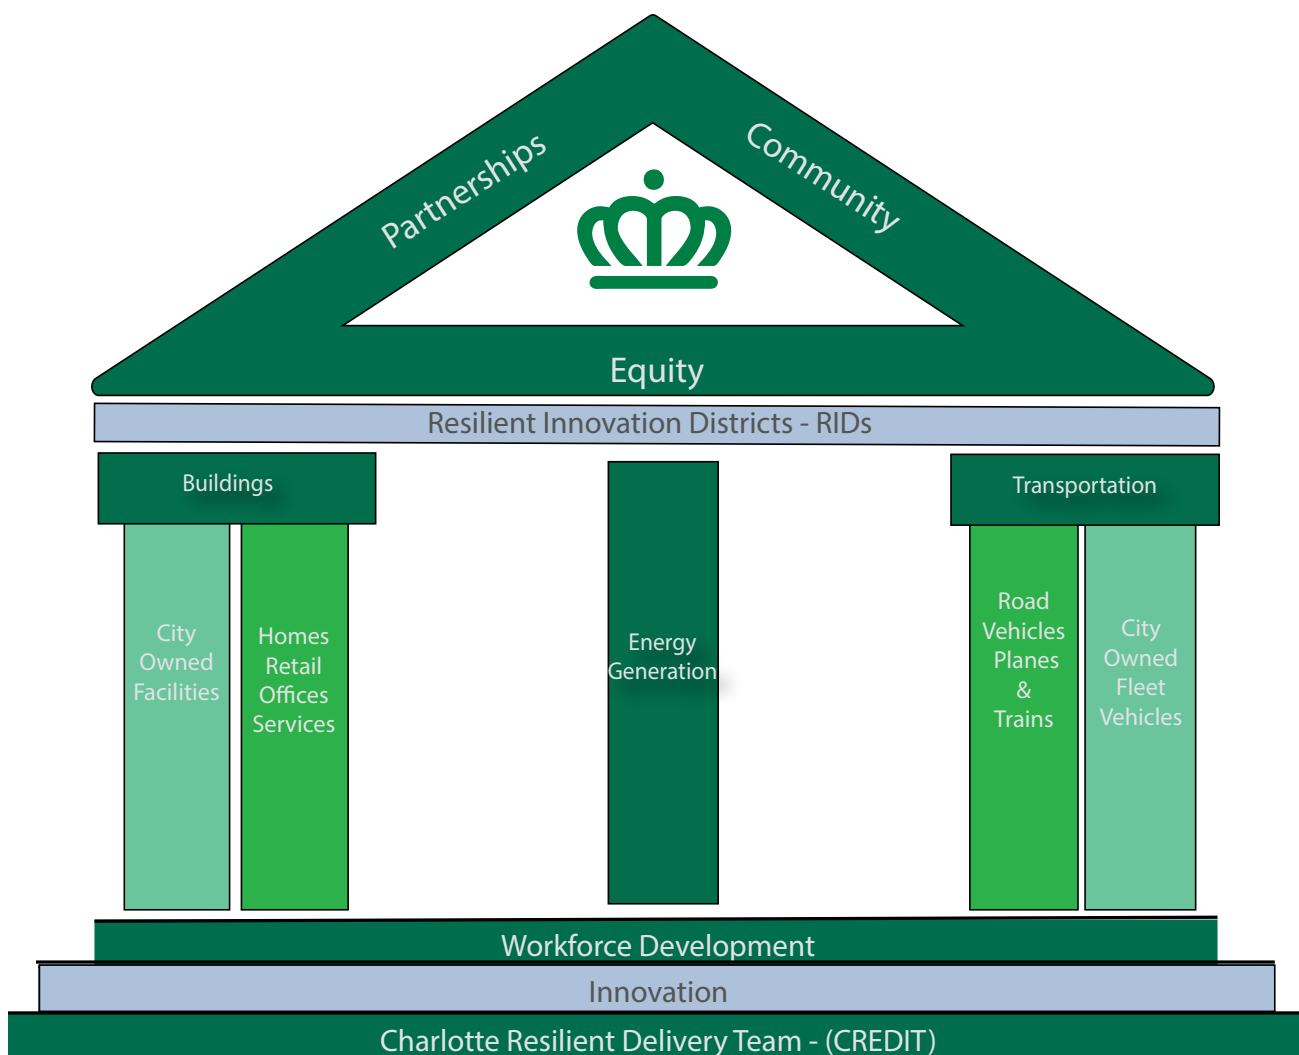 Partnerships
Community
Equity
Resilient Innovation Districts - RIDs
Buildings
Transportation
City
Owned
Facilities
Homes
Retail
Offices
Services
Energy
Generation
Road
Vehicles
Planes
&
Trains
City
Owned
Fleet
Vehicles
Workforce Development
Innovation
Charlotte Resilient Delivery Team - (CREDIT)